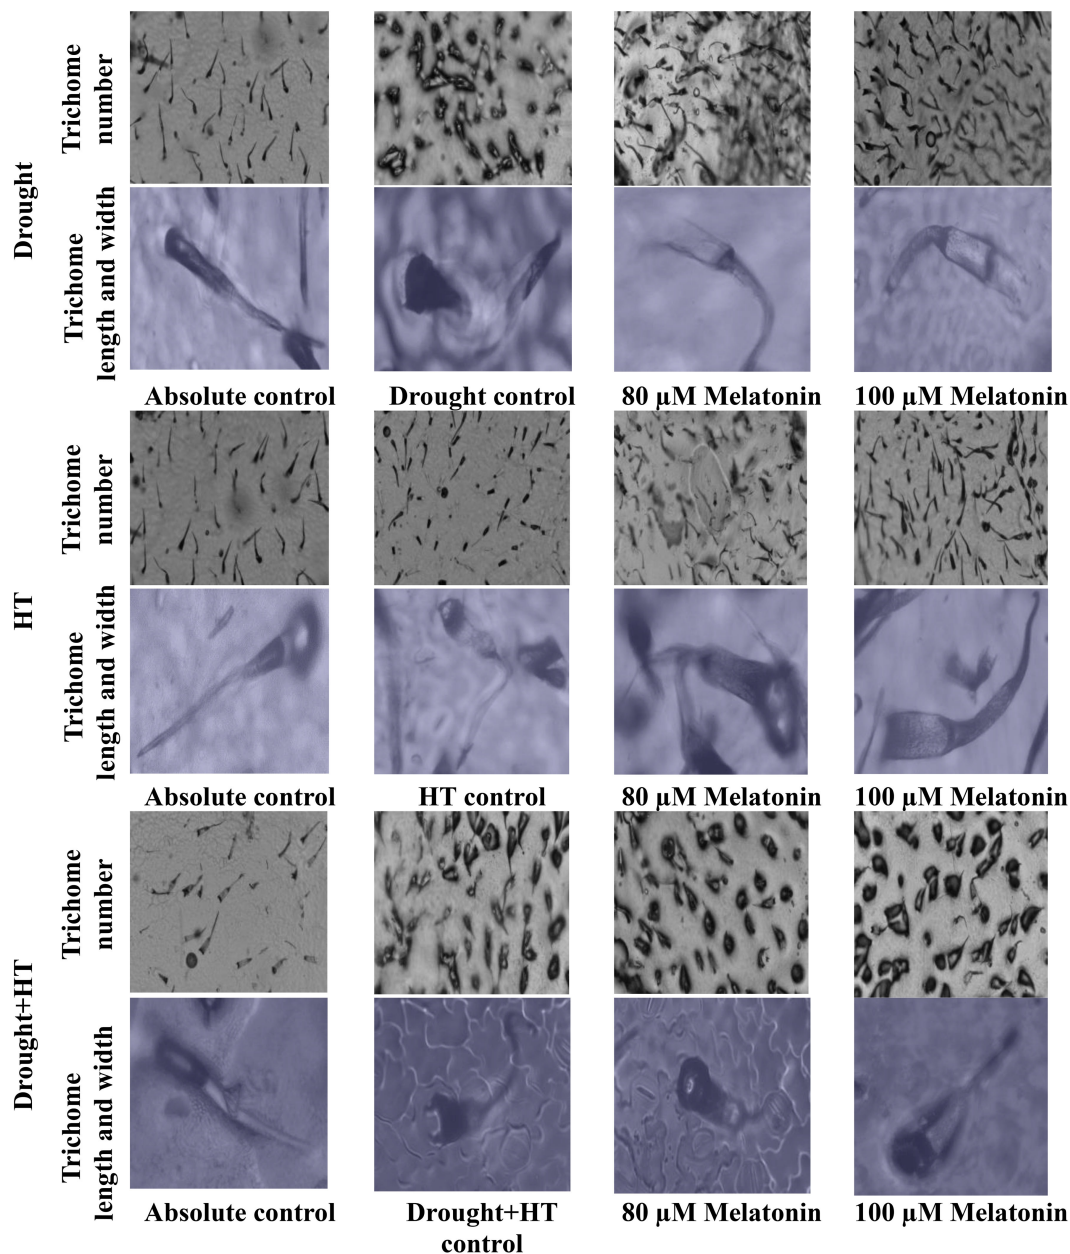 Drought
Trichome
number
Trichome
length and width
Absolute control
Drought control
80 µM Melatonin
100 µM Melatonin
HT
Trichome
number
Trichome
length and width
Absolute control
HT control
80 µM Melatonin
100 µM Melatonin
Drought+HT
Trichome
number
Trichome
length and width
Absolute control
Drought+HT
control
80 µM Melatonin
100 µM Melatonin